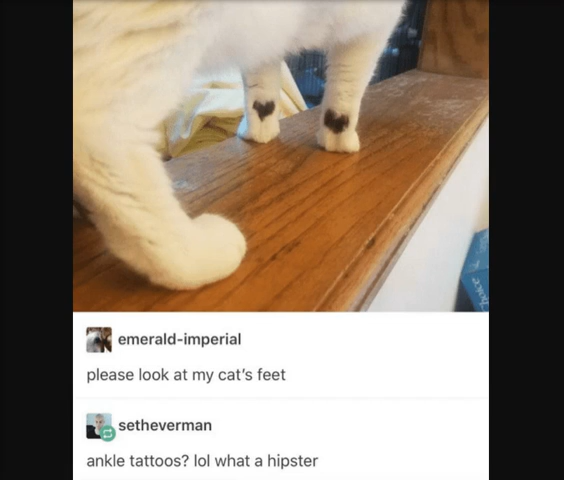 emerald-imperial
please look at my cat's feet
setheverman
ankle tattoos? lol what a hipster